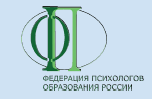 ФЕДЕРАЦИЯ ПСИХОЛОГОВ
ОБРАЗОВАНИЯ РОССИИ